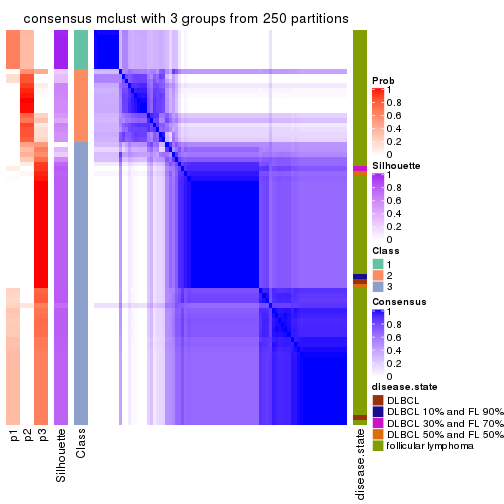 consensus mclust with 3 groups from 250 partitions
Prob
1
0.8
0.6
0.4
0.2
0
Silhouette
1
0.8
0.6
0.4
0.2
0
Class
1
2
3
Consensus
1
0.8
0.6
0.4
0.2
0
disease.state
DLBCL
DLBCL 10% and FL 90%
DLBCL 30% and FL 70%
DLBCL 50% and FL 50%
follicular lymphoma
p1
p2
p3
Silhouette
Class
disease.state